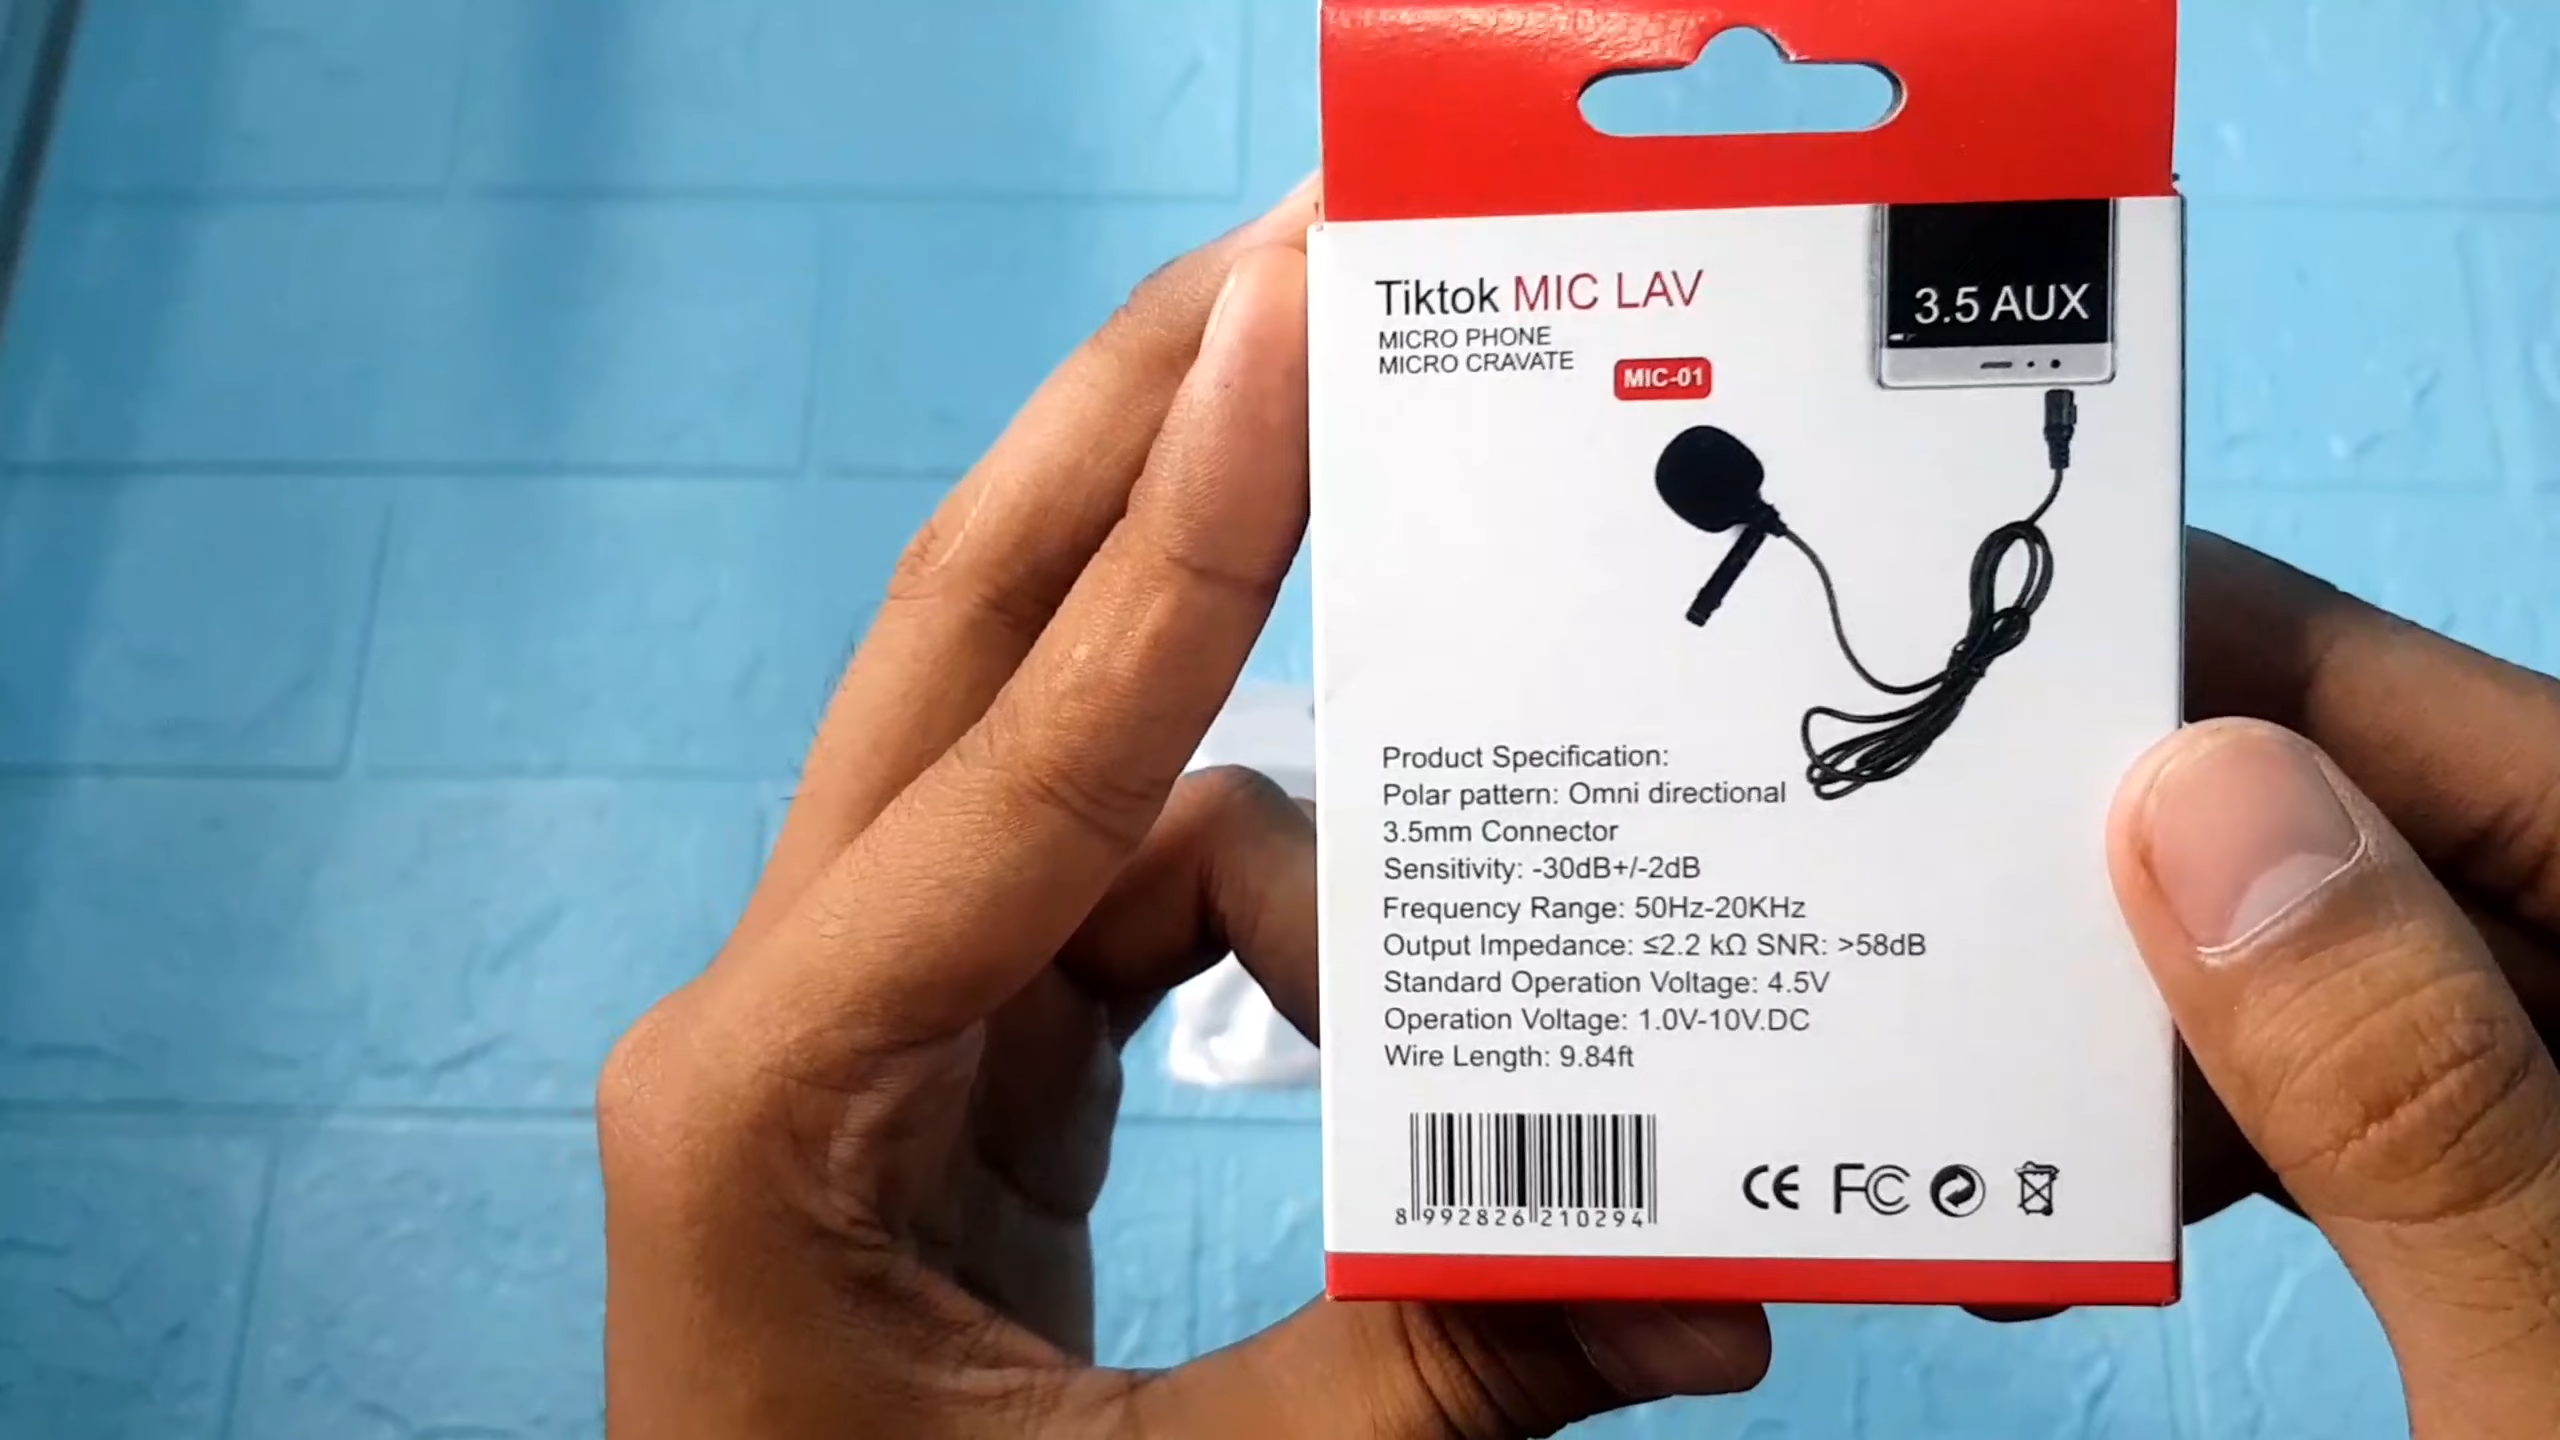 Tiktok MIC LAV
MICRO PHONE
MICRO CRAVATE
MIC-01
3.5 AUX
Product Specification:
Polar pattern: Omni directional
3.5mm Connector
Sensitivity: -30dB+/-2dB
Frequency Range: 50Hz-20KHz
Output Impedance: ≤2.2 kΩ SNR: >58dB
Standard Operation Voltage: 4.5V
Operation Voltage: 1.0V-10V.DC
Wire Length: 9.84ft
8 992826 210294
CE FC